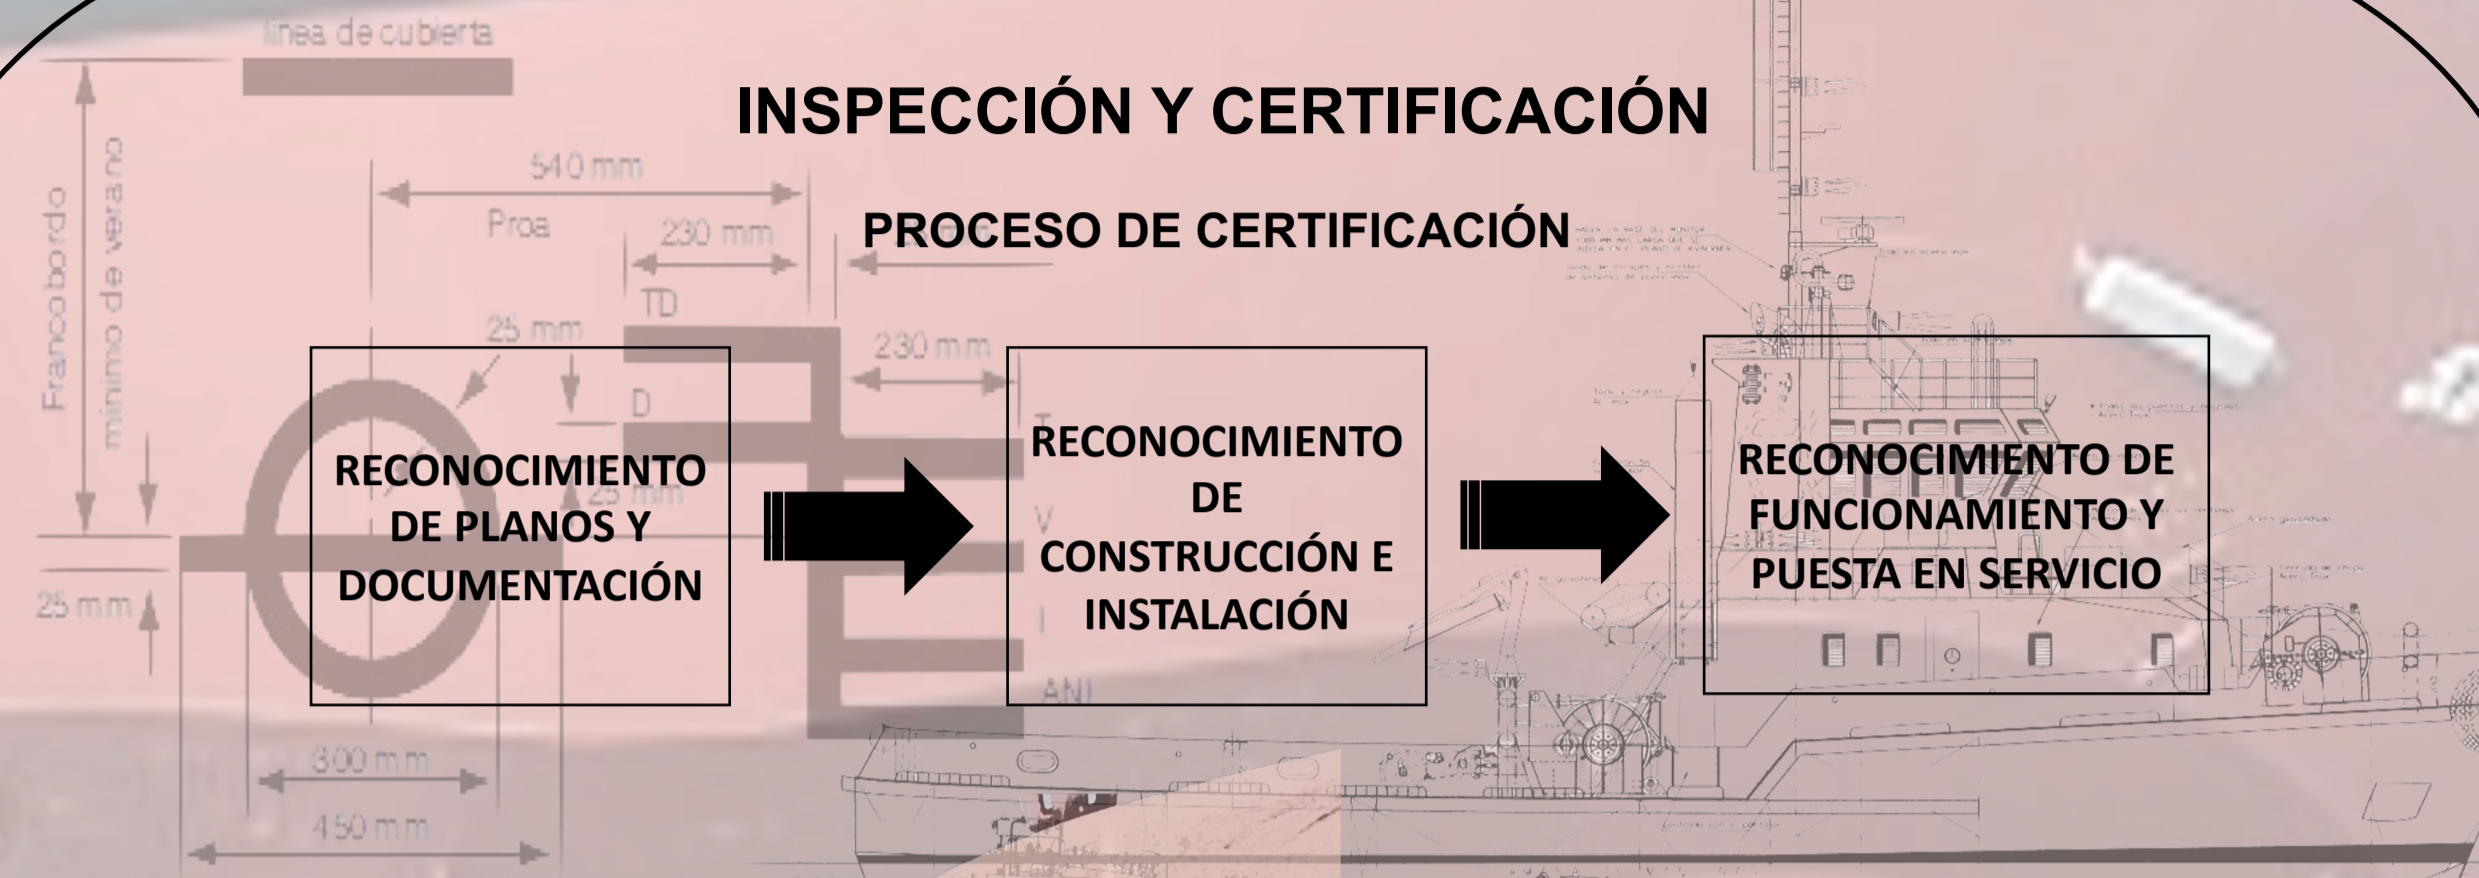 línea de cubierta
INSPECCIÓN Y CERTIFICACIÓN
540 mm
Proa
230 mm
PROCESO DE CERTIFICACIÓN
Francobordo
mínimo de verano
TD
25 mm
230 mm
D
T
RECONOCIMIENTO
DE PLANOS Y
DOCUMENTACIÓN
25 mm
RECONOCIMIENTO
DE
CONSTRUCCIÓN E
INSTALACIÓN
RECONOCIMIENTO DE
FUNCIONAMIENTO Y
PUESTA EN SERVICIO
V
I
25 mm
ANI
300 mm
450 mm